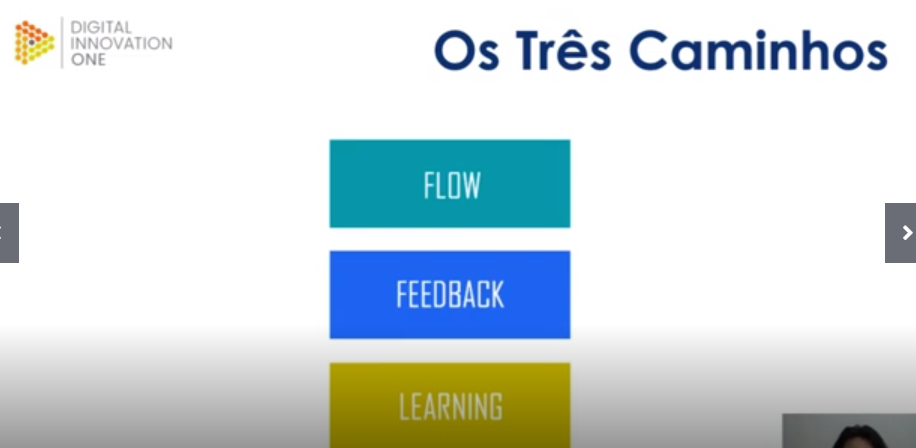 DIGITAL
INNOVATION
ONE
Os Três Caminhos
FLOW
FEEDBACK
LEARNING